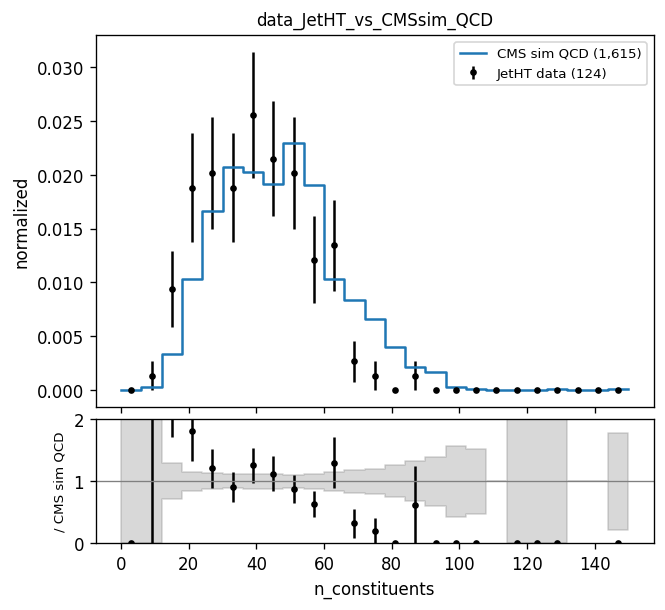 data_JetHT_vs_CMSsim_QCD
CMS sim QCD (1,615)
JetHT data (124)
normalized
0.030
0.025
0.020
0.015
0.010
0.005
0.000
/ CMS sim QCD
2
1
0
0 20 40 60 80 100 120 140
n_constituents